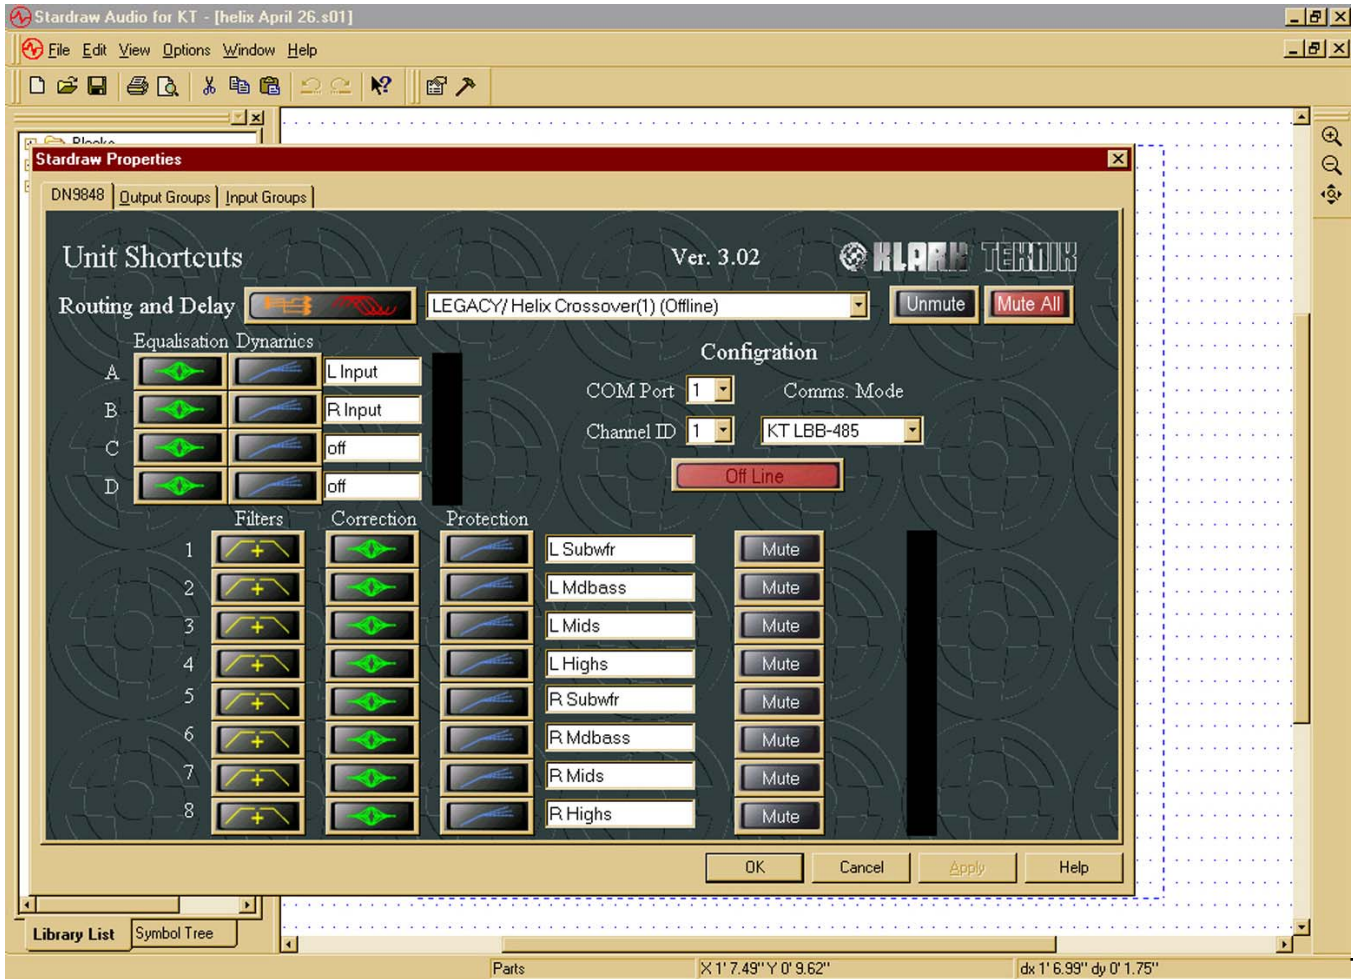 Stardraw Audio for KT - [helix April 26.s01]
File Edit View Options Window Help
Blocks
Stardraw Properties
DN9848 Output Groups Input Groups
Unit Shortcuts Ver. 3.02 KLARK TEKNIK
Routing and Delay LEGACY/ Helix Crossover(1) (Offline) Unmute Mute All
Equalisation Dynamics Configration
A L Input COM Port 1 Comms. Mode
B R Input Channel ID 1 KT LBB-485
C off
D off Off Line
Filters Correction Protection
1 L Subwfr Mute
2 L Mdbass Mute
3 L Mids Mute
4 L Highs Mute
5 R Subwfr Mute
6 R Mdbass Mute
7 R Mids Mute
8 R Highs Mute
OK Cancel Apply Help
Library List Symbol Tree
Parts X 1' 7.49" Y 0' 9.62" dx 1' 6.99" dy 0' 1.75"